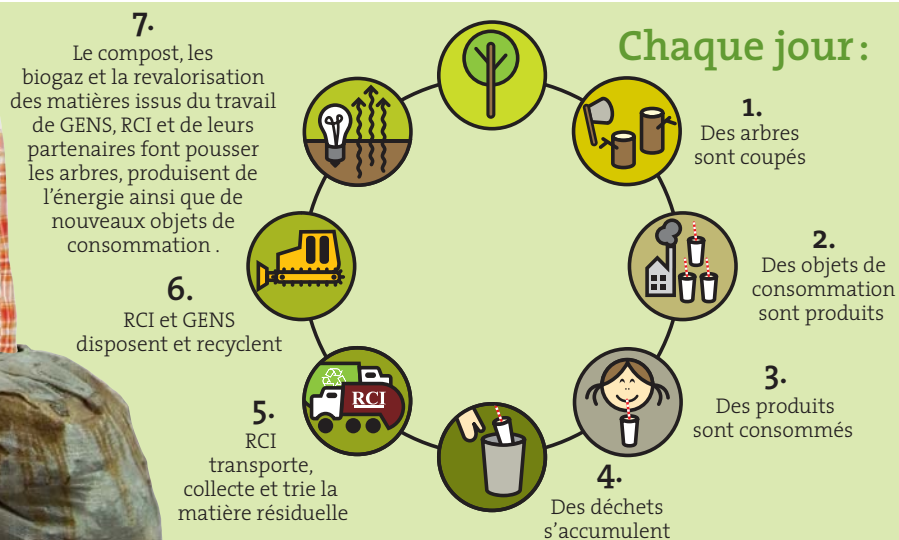 Chaque jour :
1.
Des arbres
sont coupés
2.
Des objets de
consommation
sont produits
3.
Des produits
sont consommés
4.
Des déchets
s'accumulent
5.
RCI
transporte,
collecte et trie la
matière résiduelle
RCI
6.
RCI et GENS
disposent et recyclent
7.
Le compost, les
biogaz et la revalorisation
des matières issus du travail
de GENS, RCI et de leurs
partenaires font pousser
les arbres, produisent de
l'énergie ainsi que de
nouveaux objets de
consommation .